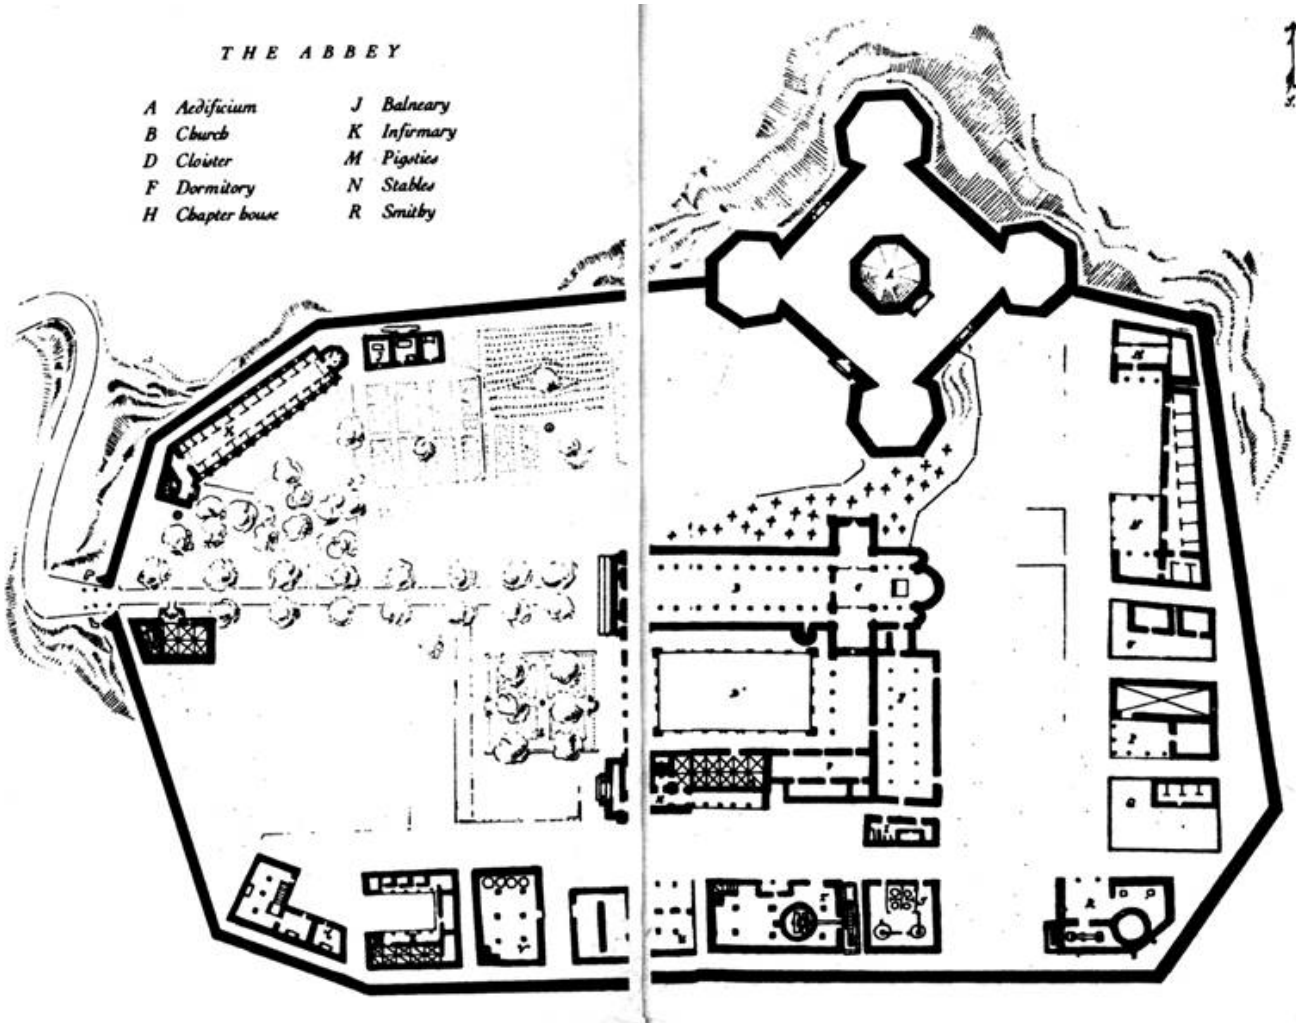 THE ABBEY
A Aedificium
B Church
D Cloister
F Dormitory
H Chapter house
J Balneary
K Infirmary
M Pigsties
N Stables
R Smithy
A
J
K
B
D
F
R